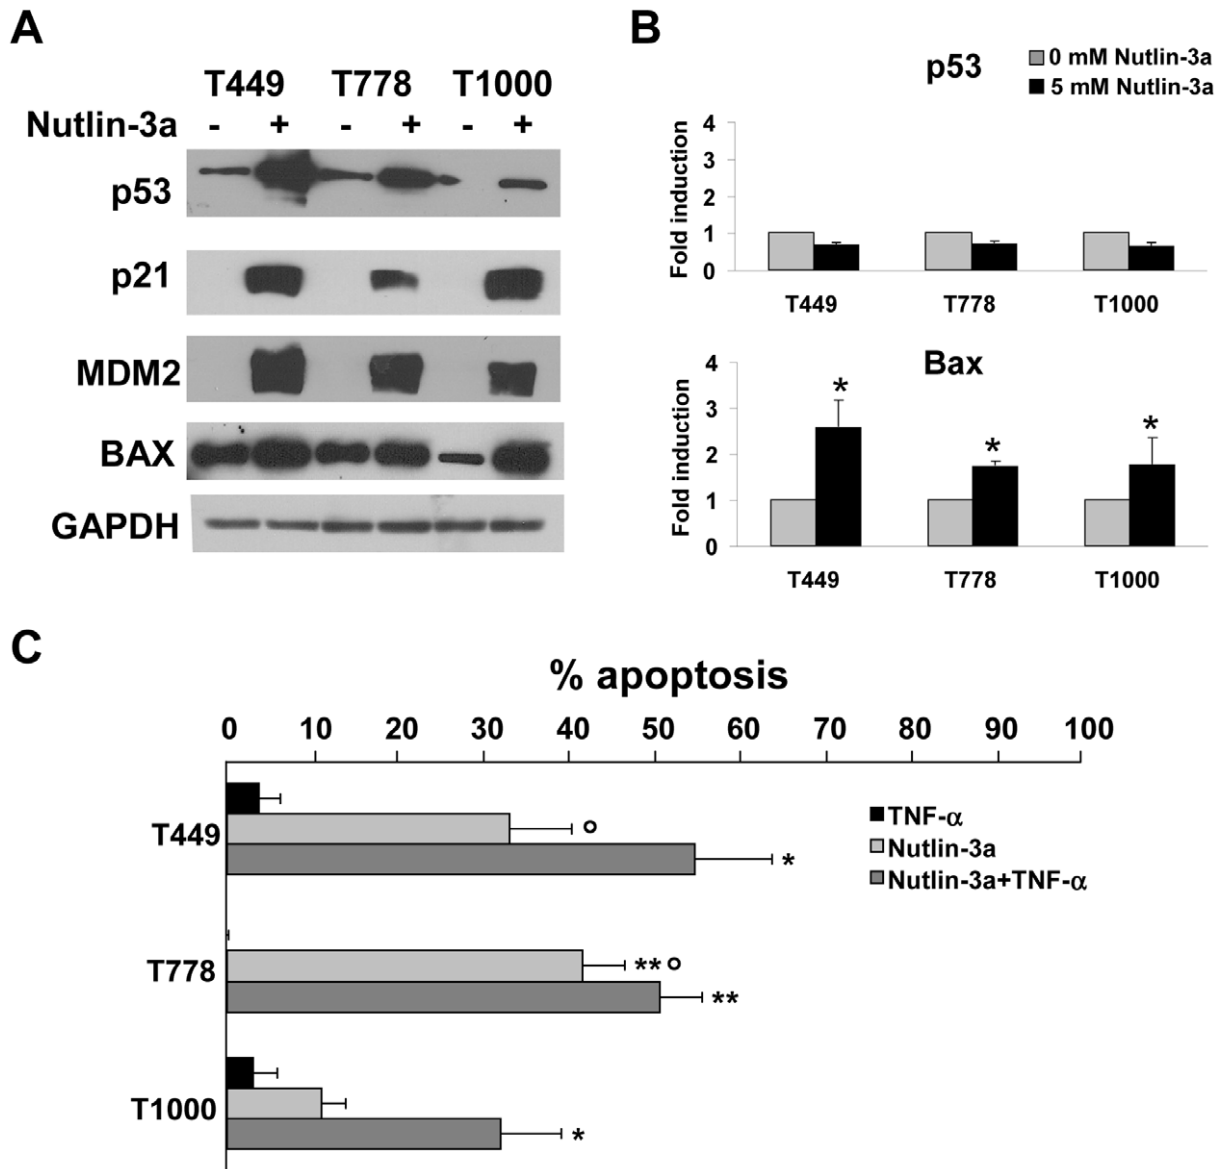 A
T449 T778 T1000
Nutlin-3a - + - + - +
p53
p21
MDM2
BAX
GAPDH
B
p53
0 mM Nutlin-3a
5 mM Nutlin-3a
Fold induction
4
3
2
1
0
T449 T778 T1000
Bax
Fold induction
4
3
2
1
0
* * *
T449 T778 T1000
C
% apoptosis
0 10 20 30 40 50 60 70 80 90 100
T449
°
*
TNF-α
Nutlin-3a
Nutlin-3a+TNF-α
T778
** °
**
T1000
*